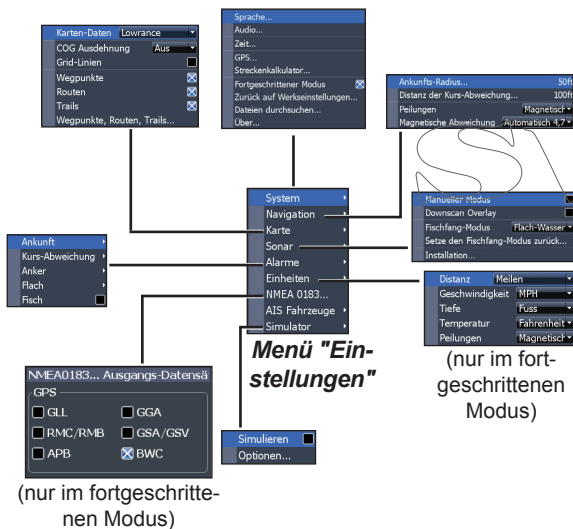 Karten-Daten Lowrance
COG Ausdehnung Aus
Grid-Linien
Wegpunkte
Routen
Trails
Wegpunkte, Routen, Trails...
Sprache...
Audio...
Zeit...
GPS...
Streckenkalkulator...
Fortgeschrittener Modus
Zurück auf Werkseinstellungen...
Dateien durchsuchen...
Über...
Ankunfts-Radius... 50ft
Distanz der Kurs-Abweichung... 100ft
Peilungen Magnetisch
Magnetische Abweichung Automatisch 4,7
System
Navigation
Karte
Sonar
Alarme
Einheiten
NMEA 0183...
AIS Fahrzeuge
Simulator
Manueller Modus
Downscan Overlay
Fischfang-Modus Flach-Wasser
Setze den Fischfang-Modus zurück...
Installation...
Ankunft
Kurs-Abweichung
Anker
Flach
Fisch
Distanz Meilen
Geschwindigkeit MPH
Tiefe Fuss
Temperatur Fahrenheit
Peilungen Magnetisch
Menü "Ein-
stellungen"
(nur im fort-
geschrittenen
Modus)
NMEA0183... Ausgangs-Datensä
GPS
GLL GGA
RMC/RMB GSA/GSV
APB BWC
Simulieren
Optionen...
(nur im fortgeschritte-
nen Modus)